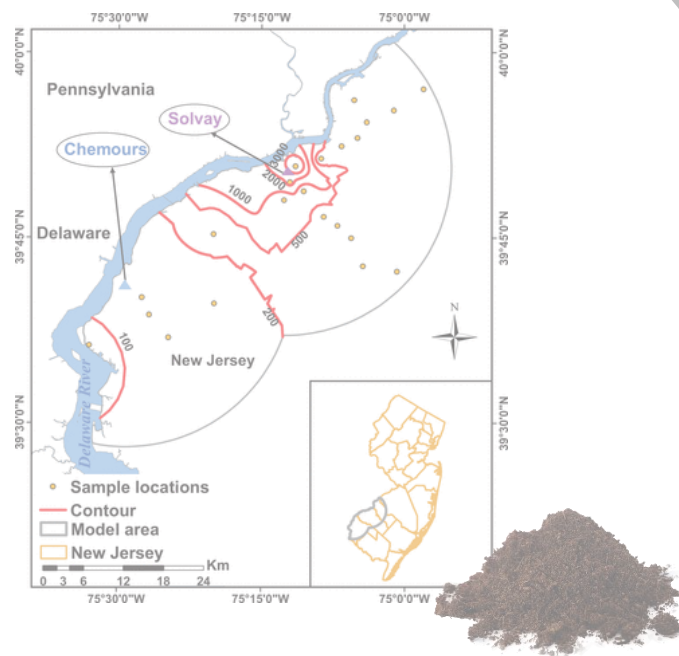 75°30'0"W 75°15'0"W 75°0'0"W
40°0'0"N
40°0'0"N
Pennsylvania
Solvay
Chemours
3000
2000
1000
Delaware
500
39°45'0"N
39°45'0"N
200
N
100
New Jersey
Delaware River
39°30'0"N
39°30'0"N
Sample locations
Contour
Model area
New Jersey
Km
0 3 6 12 18 24
75°30'0"W 75°15'0"W 75°0'0"W